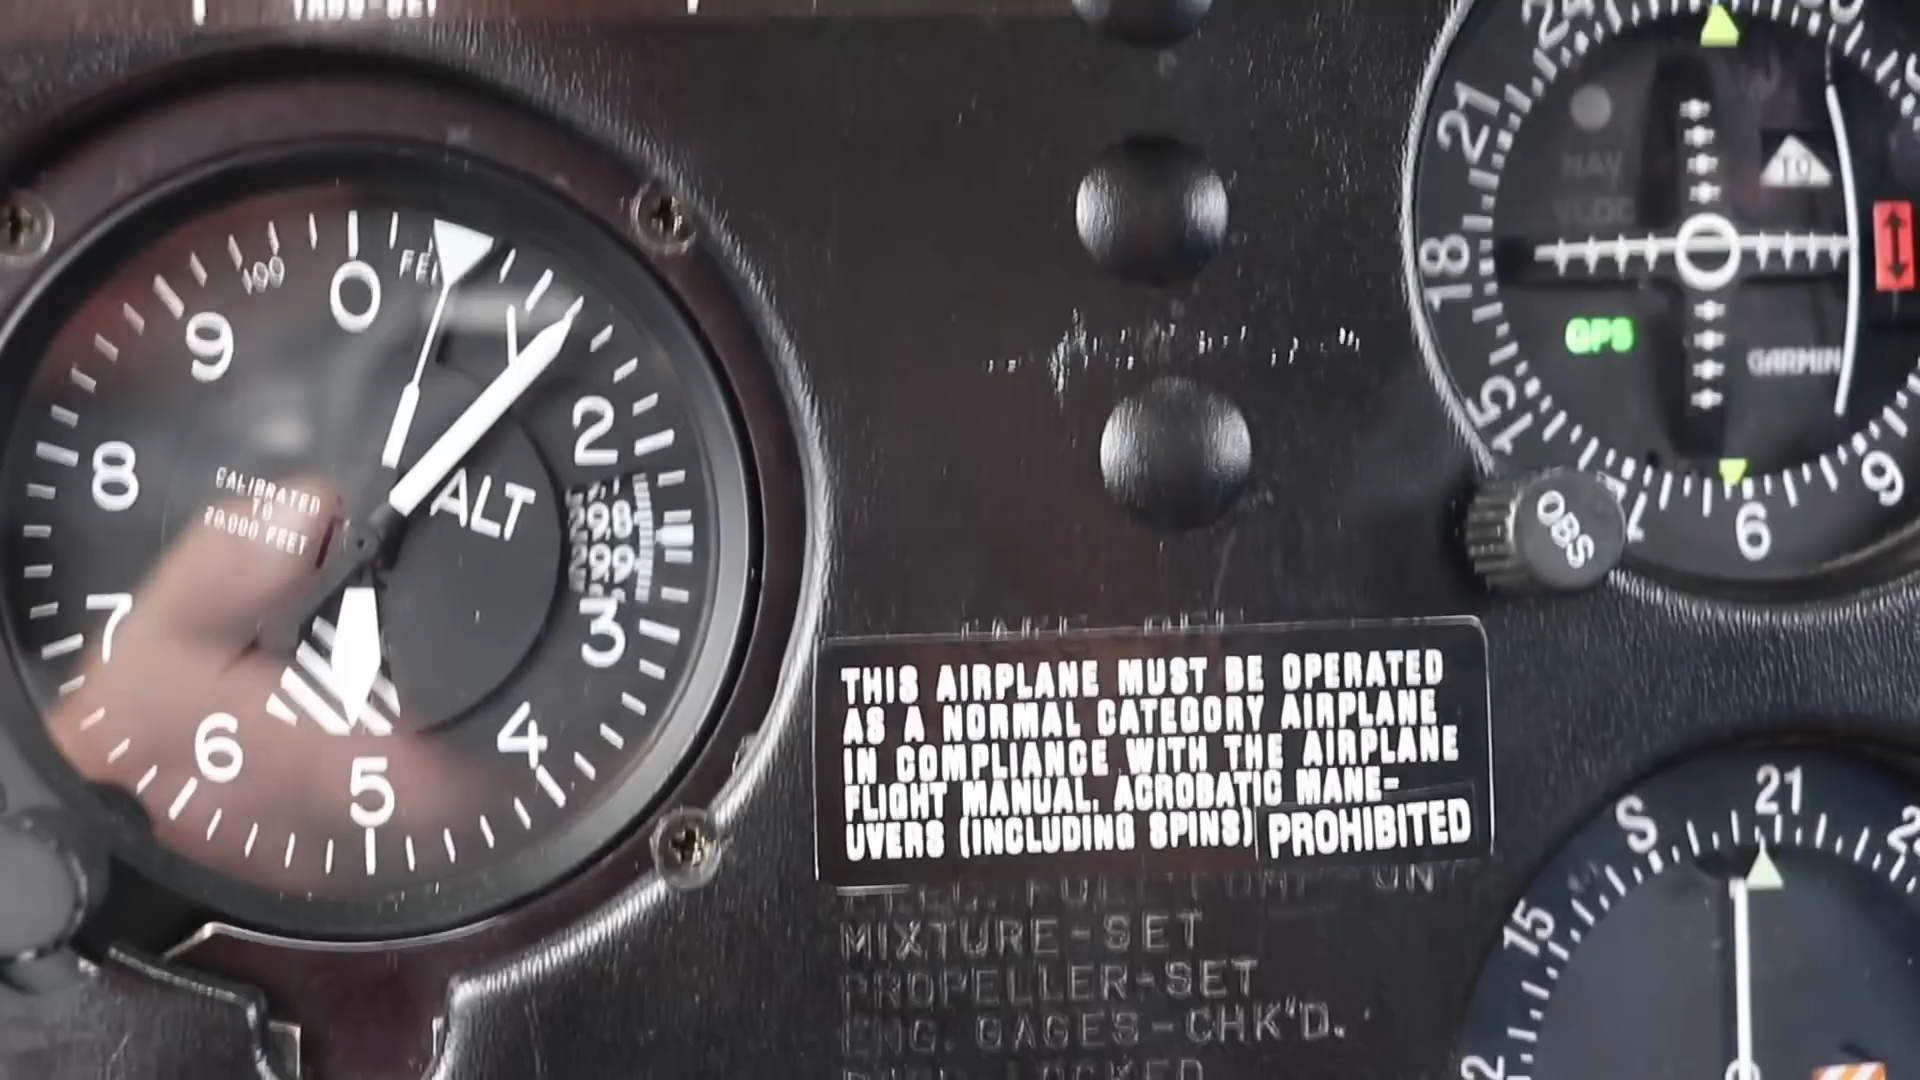 100
FEET
0
9
8
7
6
5
4
3
2
ALT
CALIBRATED
TO
20,000 FEET
298
299
24
21
18
15
6
9
NAV
VLOC
TO
GPS
GARMIN
OBS
THIS AIRPLANE MUST BE OPERATED
AS A NORMAL CATEGORY AIRPLANE
IN COMPLIANCE WITH THE AIRPLANE
FLIGHT MANUAL. ACROBATIC MANE-
UVERS (INCLUDING SPINS) PROHIBITED
MIXTURE-SET
PROPELLER-SET
ENG. GAGES-CHK"D.
S
21
15